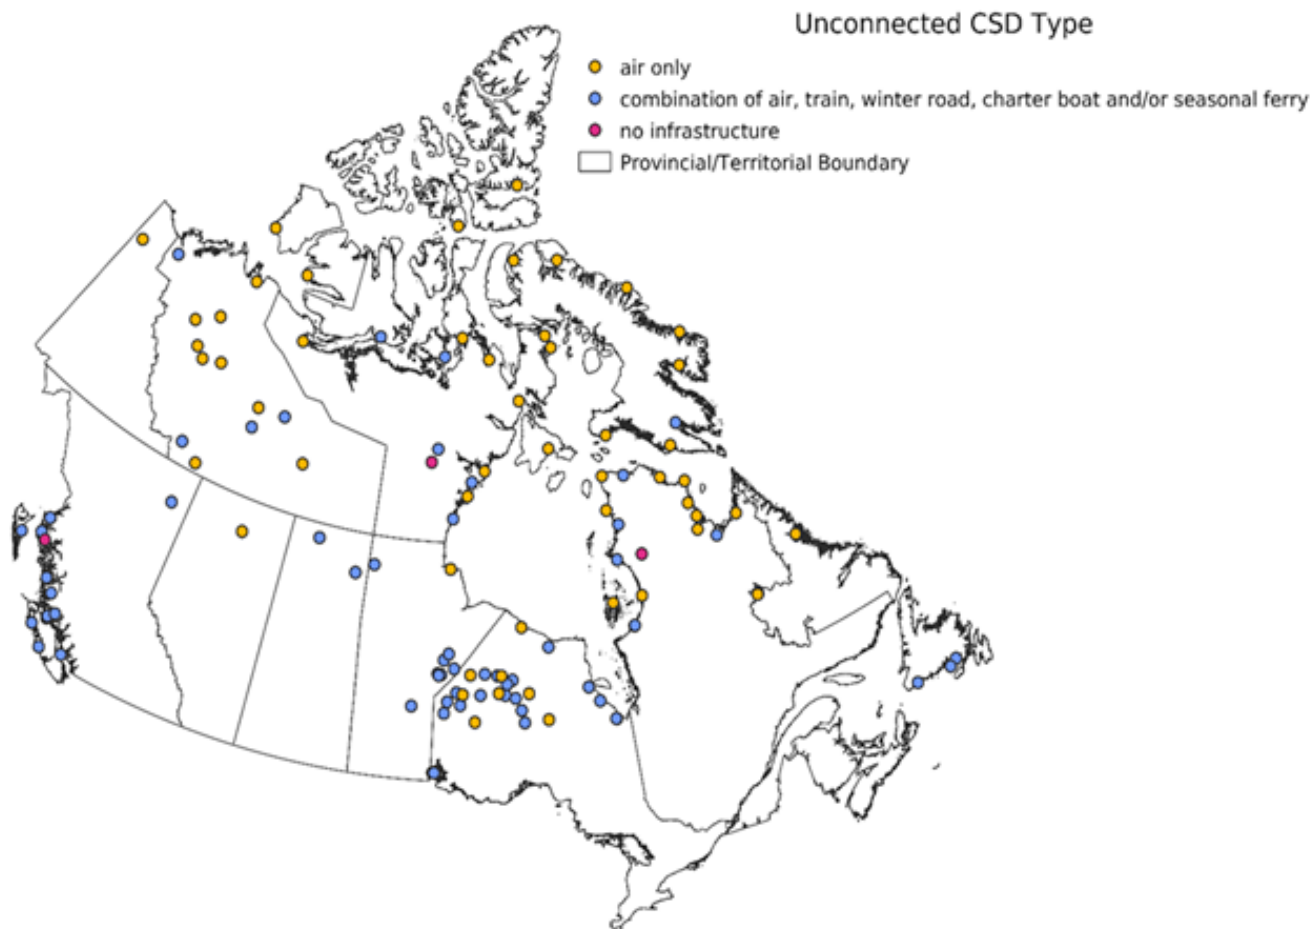 Unconnected CSD Type
air only
combination of air, train, winter road, charter boat and/or seasonal ferry
no infrastructure
Provincial/Territorial Boundary